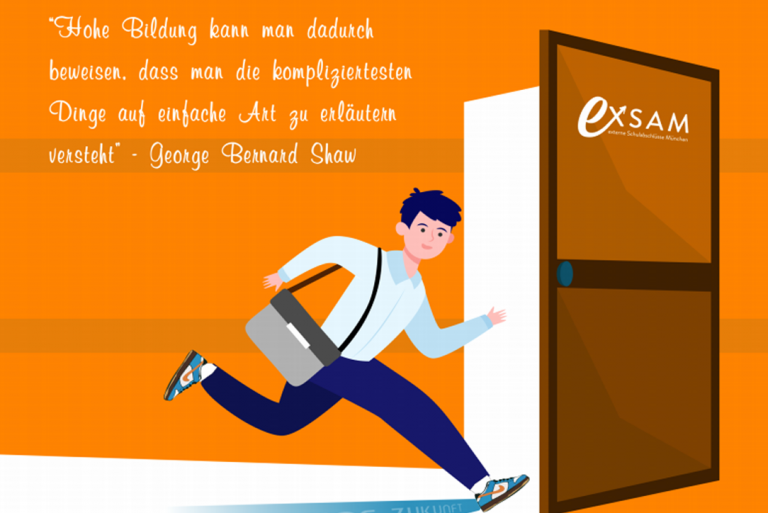 “Hohe Bildung kann man dadurch
beweisen, dass man die kompliziertesten
Dinge auf einfache Art zu erläutern
versteht” - George Bernard Shaw
exSAM
externe Schulabschlüsse München
ZUKUNFT